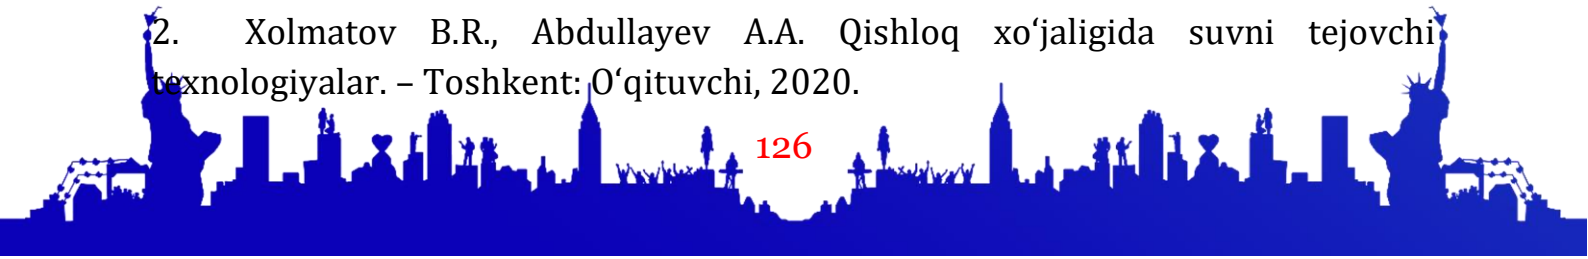 2. Xolmatov B.R., Abdullayev A.A. Qishloq xo‘jaligida suvni tejovchi
texnologiyalar. – Toshkent: O‘qituvchi, 2020.
126